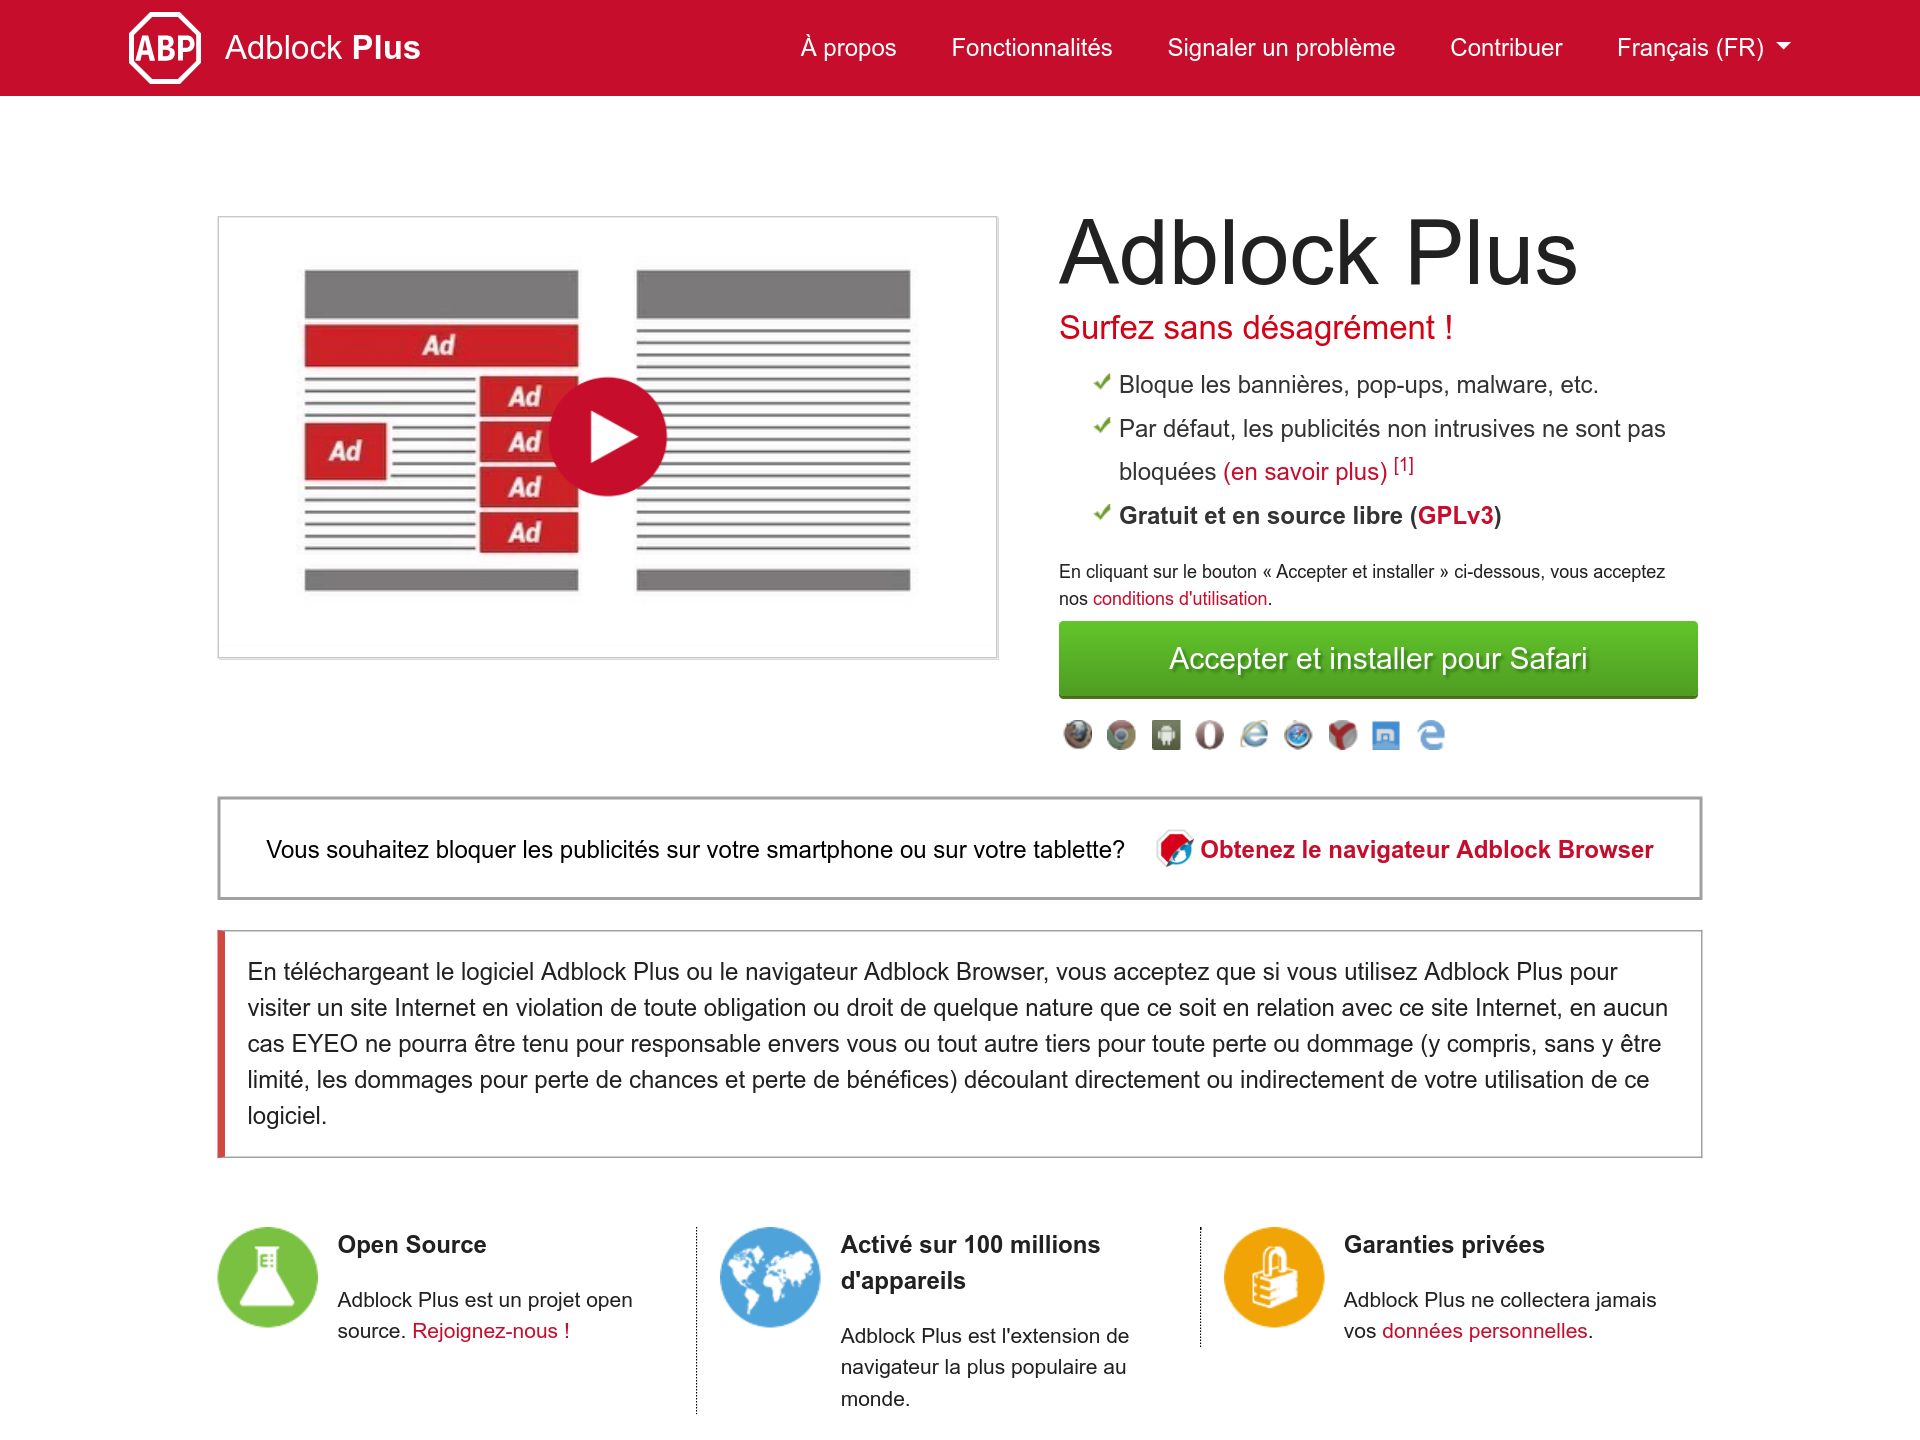 ABP Adblock Plus
À propos Fonctionnalités Signaler un problème Contribuer Français (FR)
Ad
Ad
Ad
Ad
Ad
Ad
Adblock Plus
Surfez sans désagrément !
Bloque les bannières, pop-ups, malware, etc.
Par défaut, les publicités non intrusives ne sont pas
bloquées (en savoir plus) [1]
Gratuit et en source libre (GPLv3)
En cliquant sur le bouton « Accepter et installer » ci-dessous, vous acceptez
nos conditions d'utilisation.
Accepter et installer pour Safari
Vous souhaitez bloquer les publicités sur votre smartphone ou sur votre tablette? Obtenez le navigateur Adblock Browser
En téléchargeant le logiciel Adblock Plus ou le navigateur Adblock Browser, vous acceptez que si vous utilisez Adblock Plus pour
visiter un site Internet en violation de toute obligation ou droit de quelque nature que ce soit en relation avec ce site Internet, en aucun
cas EYEO ne pourra être tenu pour responsable envers vous ou tout autre tiers pour toute perte ou dommage (y compris, sans y être
limité, les dommages pour perte de chances et perte de bénéfices) découlant directement ou indirectement de votre utilisation de ce
logiciel.
Open Source
Adblock Plus est un projet open
source. Rejoignez-nous !
Activé sur 100 millions
d'appareils
Adblock Plus est l'extension de
navigateur la plus populaire au
monde.
Garanties privées
Adblock Plus ne collectera jamais
vos données personnelles.